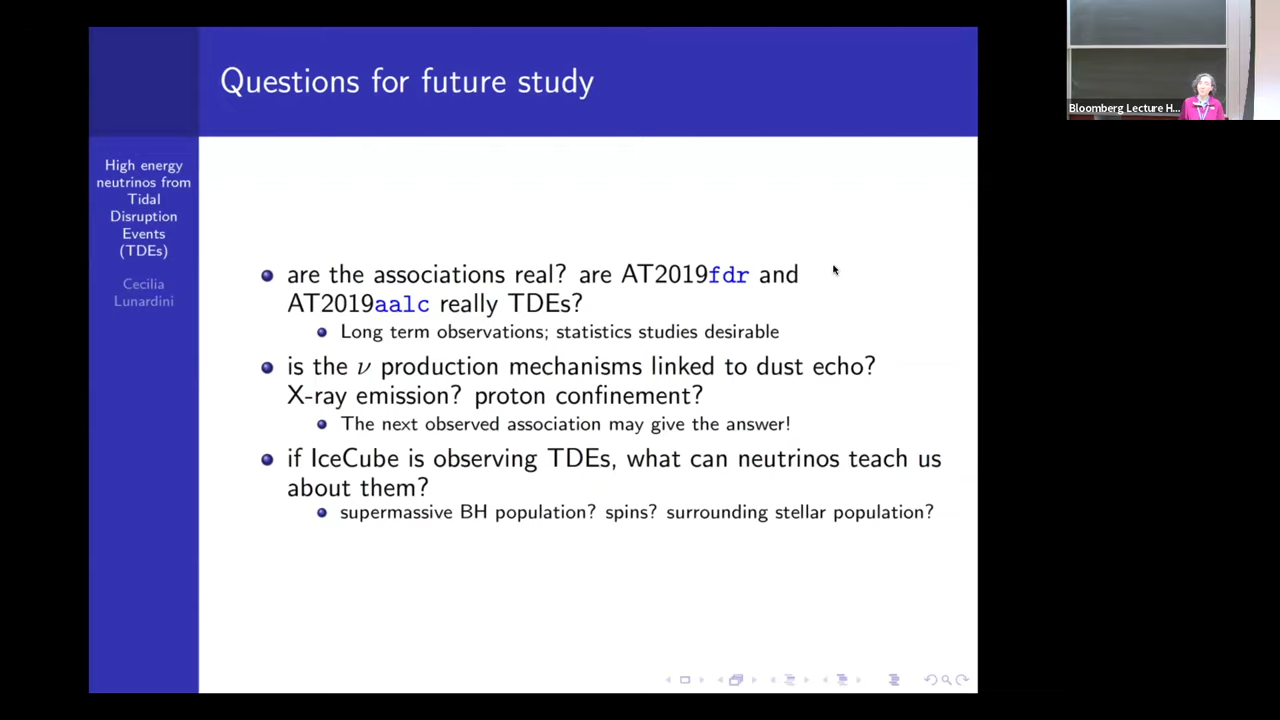 Questions for future study
High energy
neutrinos from
Tidal
Disruption
Events
(TDEs)
Cecilia
Lunardini
are the associations real? are AT2019fdr and
AT2019aalc really TDEs?
Long term observations; statistics studies desirable
is the ν production mechanisms linked to dust echo?
X-ray emission? proton confinement?
The next observed association may give the answer!
if IceCube is observing TDEs, what can neutrinos teach us
about them?
supermassive BH population? spins? surrounding stellar population?
Bloomberg Lecture H...